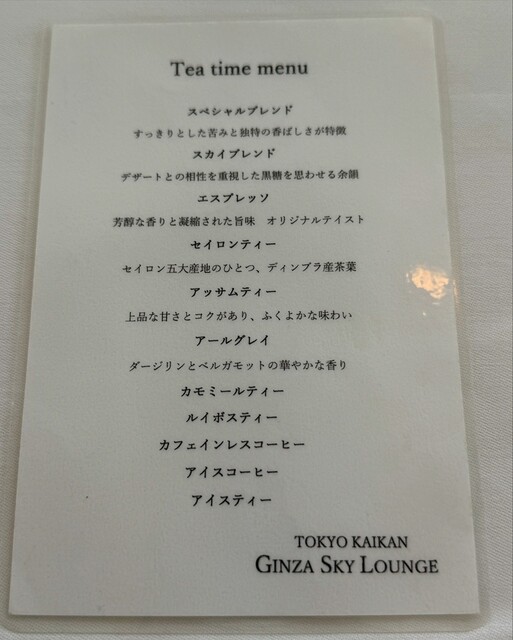 Tea time menu
スペシャルブレンド
すっきりとした苦みと独特の香ばしさが特徴
スカイブレンド
デザートとの相性を重視した黒糖を思わせる余韻
エスプレッソ
芳醇な香りと凝縮された旨味　オリジナルテイスト
セイロンティー
セイロン五大産地のひとつ、ディンブラ産茶葉
アッサムティー
上品な甘さとコクがあり、ふくよかな味わい
アールグレイ
ダージリンとベルガモットの華やかな香り
カモミールティー
ルイボスティー
カフェインレスコーヒー
アイスコーヒー
アイスティー
TOKYO KAIKAN
GINZA SKY LOUNGE